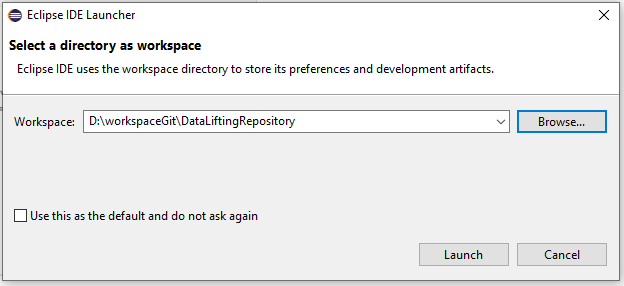 Eclipse IDE Launcher
Select a directory as workspace
Eclipse IDE uses the workspace directory to store its preferences and development artifacts.
Workspace: D:\workspaceGit\DataLiftingRepository Browse...
Use this as the default and do not ask again
Launch Cancel